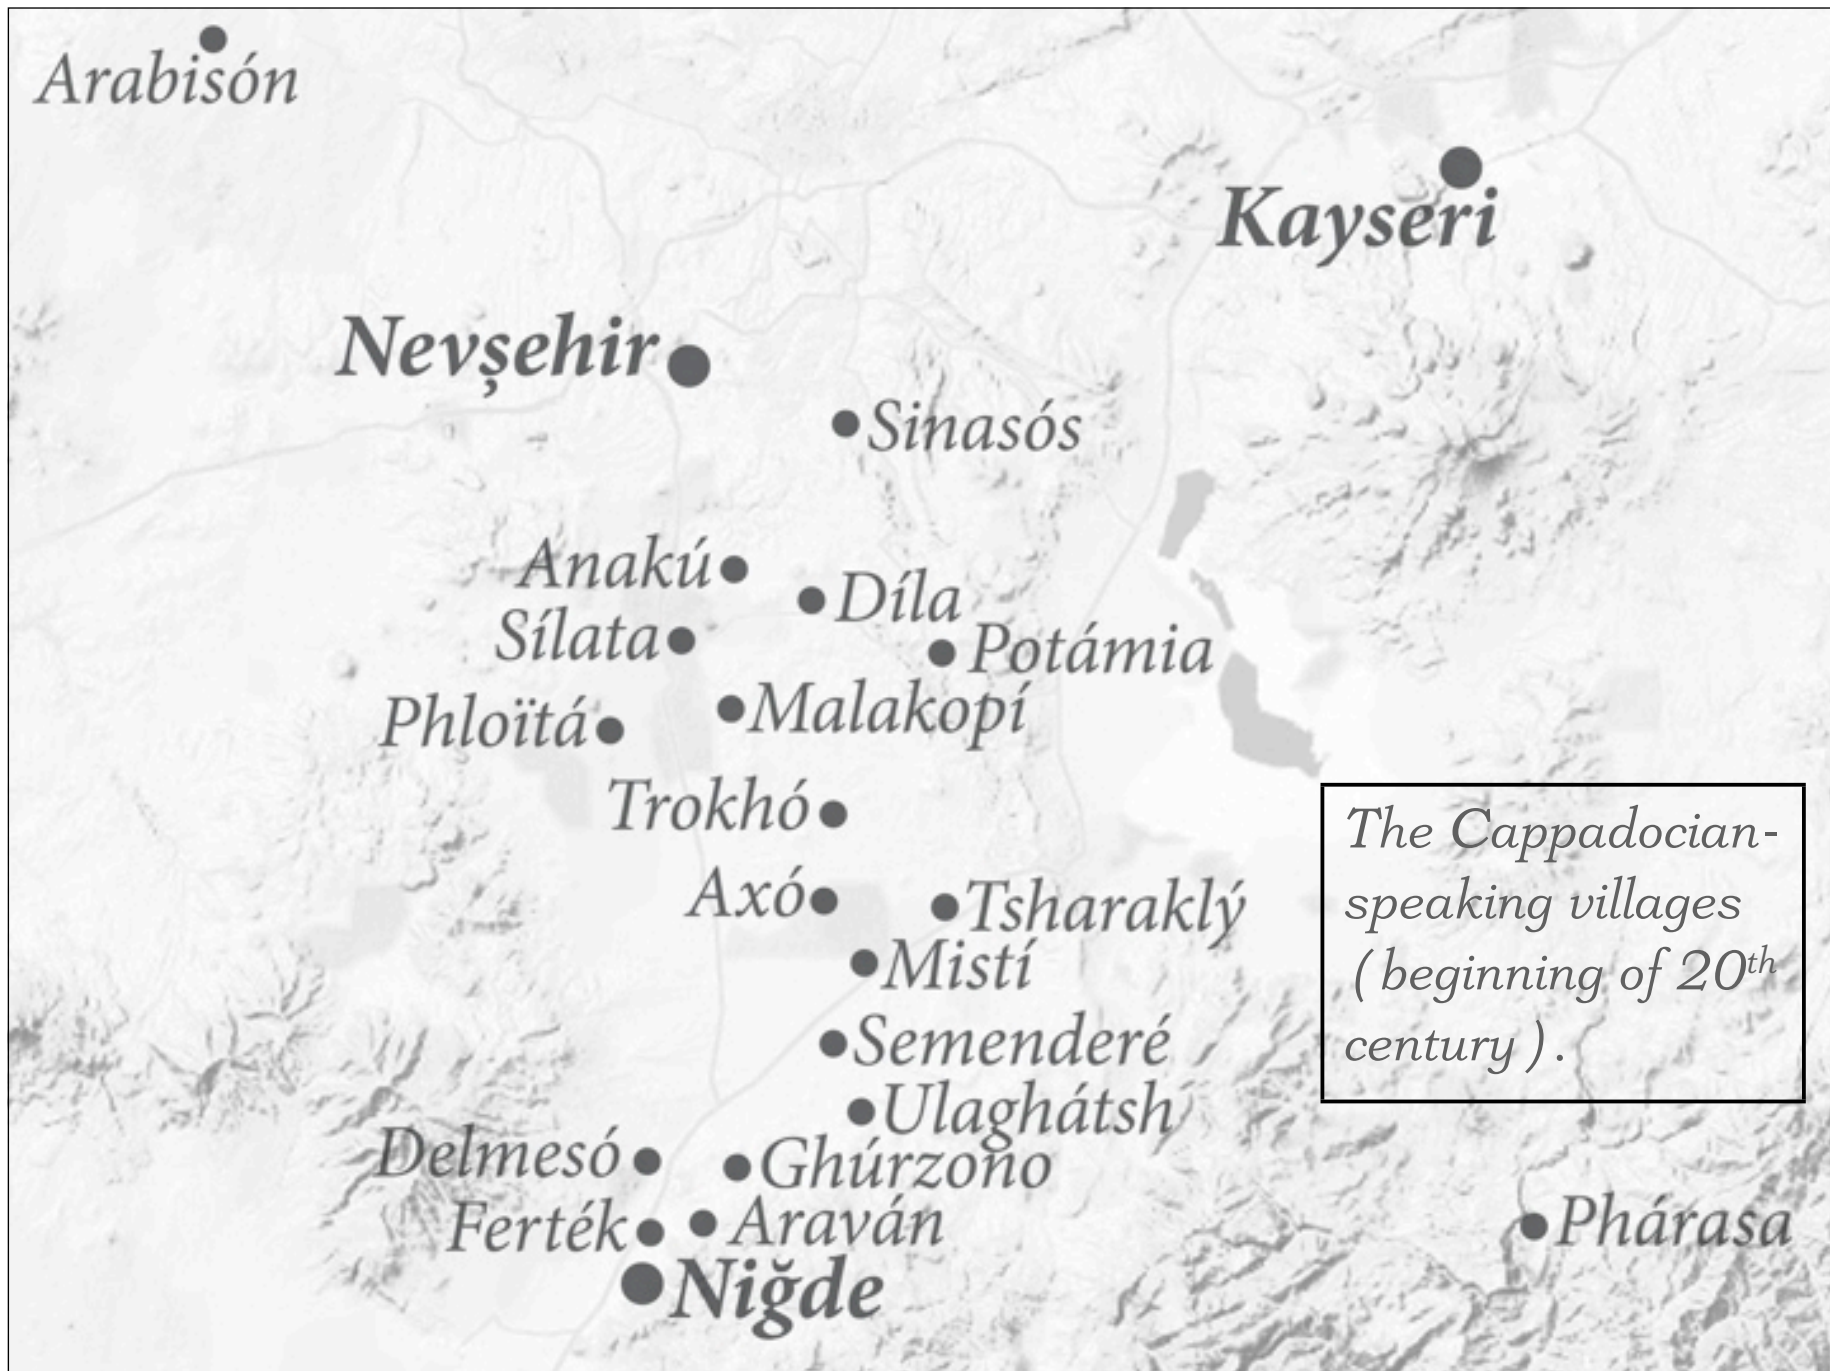 Arabisón
Kayseri
Nevșehir
Sinasós
Anakú
Díla
Sílata
Potámia
Phloïtá
Malakopí
Trokhó
The Cappadocian-
speaking villages
(beginning of 20th
century).
Axó
Tsharaklý
Mistí
Semenderé
Ulaghátsh
Delmesó
Ghúrzono
Ferték
Araván
Phárasa
Niğde